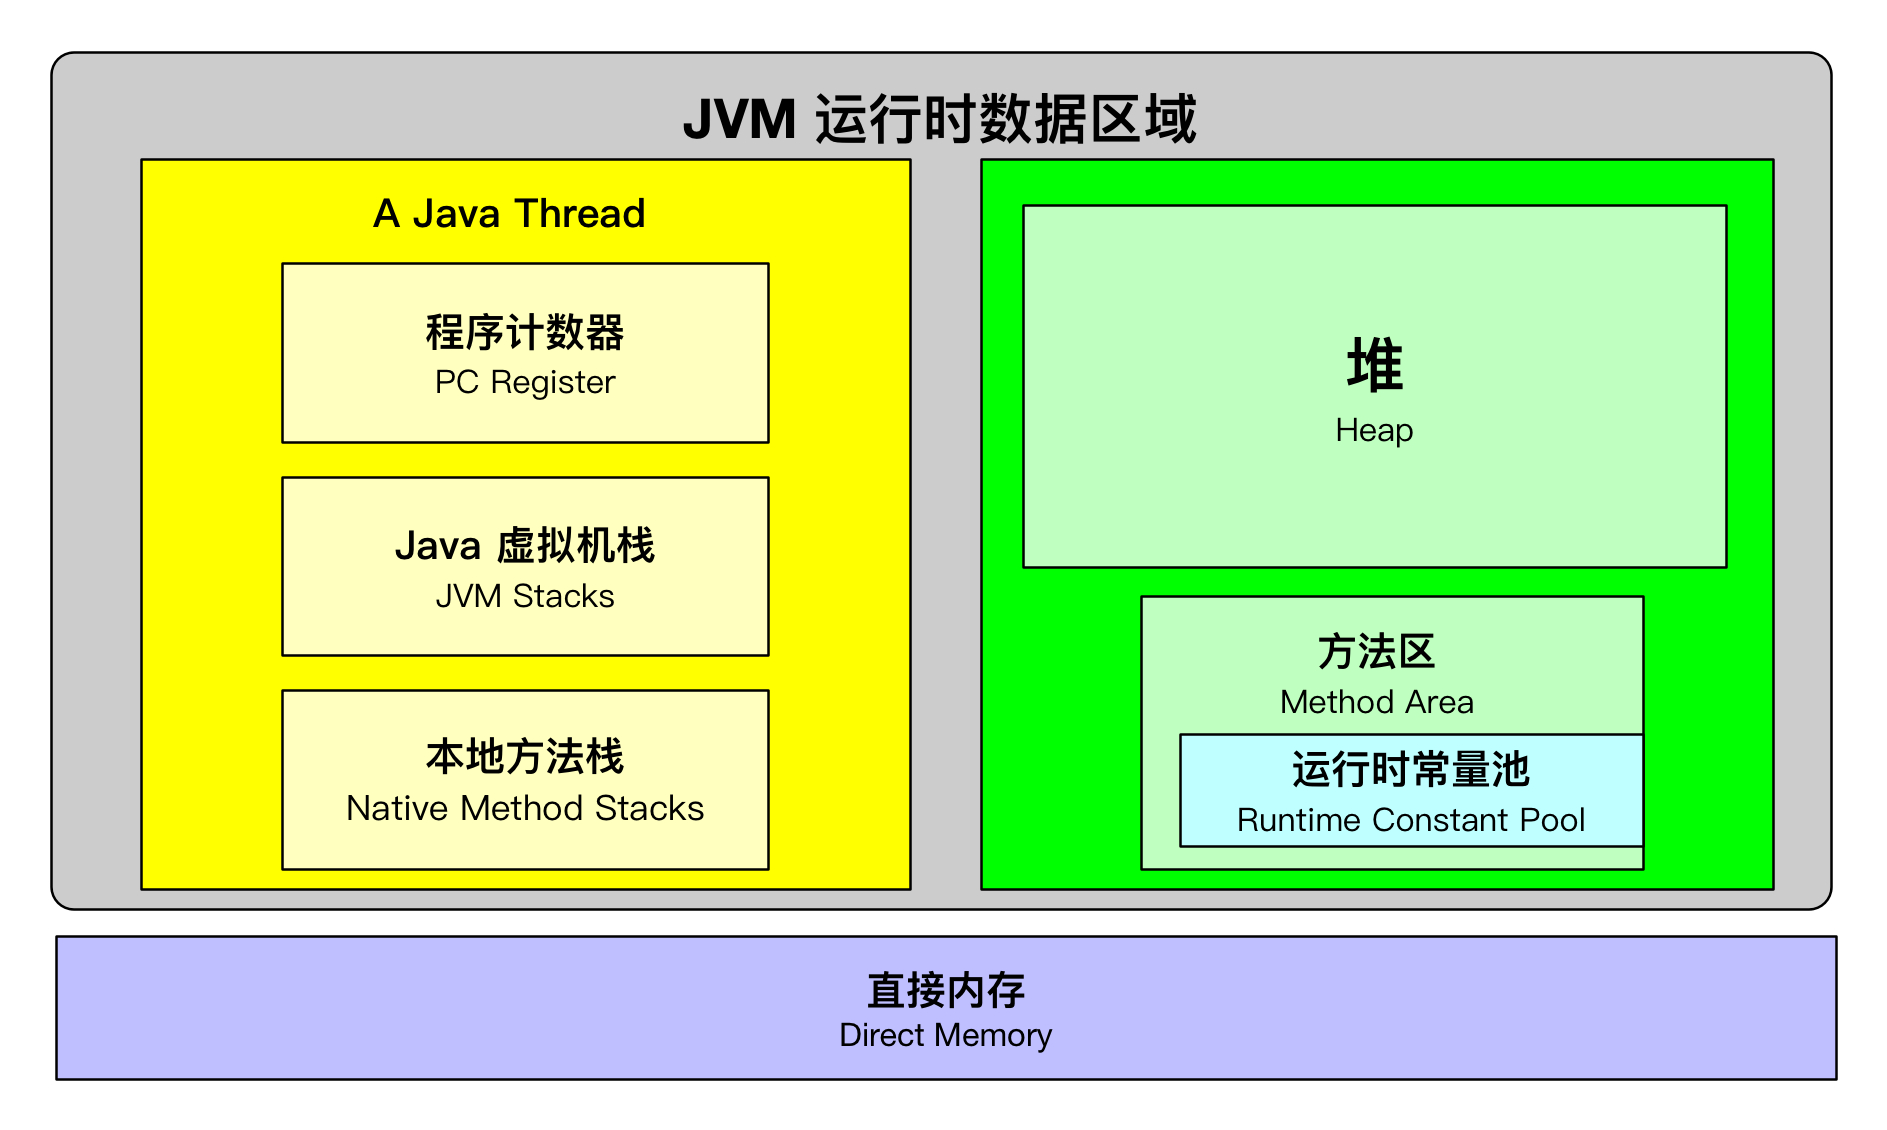 JVM 运行时数据区域
A Java Thread
程序计数器
PC Register
Java 虚拟机栈
JVM Stacks
本地方法栈
Native Method Stacks
堆
Heap
方法区
Method Area
运行时常量池
Runtime Constant Pool
直接内存
Direct Memory